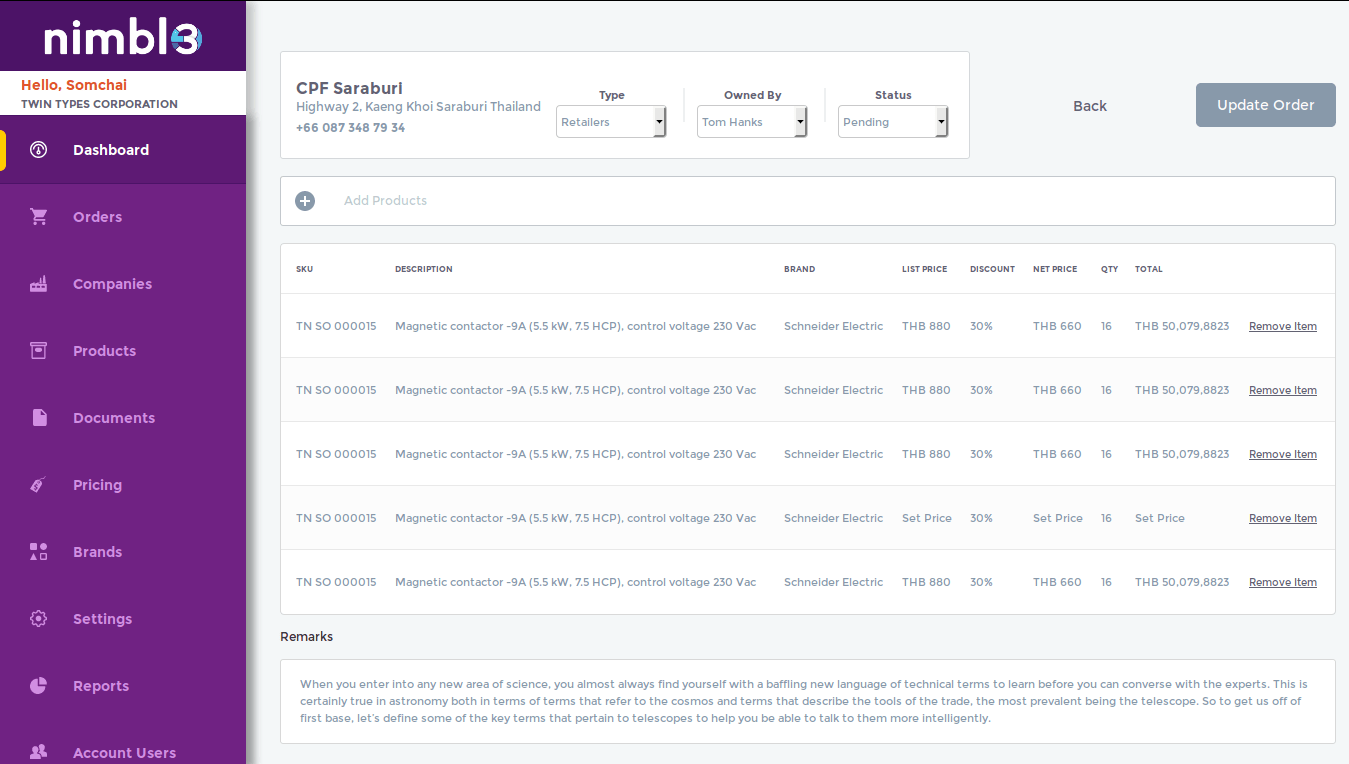 nimbl3
Hello, Somchai
TWIN TYPES CORPORATION
Dashboard
Orders
Companies
Products
Documents
Pricing
Brands
Settings
Reports
Account Users
CPF Saraburi
Highway 2, Kaeng Khoi Saraburi Thailand
+66 087 348 79 34
Type Owned By Status
Retailers Tom Hanks Pending
Back
Update Order
Add Products
SKU DESCRIPTION BRAND LIST PRICE DISCOUNT NET PRICE QTY TOTAL
TN SO 000015 Magnetic contactor -9A (5.5 kW, 7.5 HCP), control voltage 230 Vac Schneider Electric THB 880 30% THB 660 16 THB 50,079,8823 Remove Item
TN SO 000015 Magnetic contactor -9A (5.5 kW, 7.5 HCP), control voltage 230 Vac Schneider Electric THB 880 30% THB 660 16 THB 50,079,8823 Remove Item
TN SO 000015 Magnetic contactor -9A (5.5 kW, 7.5 HCP), control voltage 230 Vac Schneider Electric THB 880 30% THB 660 16 THB 50,079,8823 Remove Item
TN SO 000015 Magnetic contactor -9A (5.5 kW, 7.5 HCP), control voltage 230 Vac Schneider Electric Set Price 30% Set Price 16 Set Price Remove Item
TN SO 000015 Magnetic contactor -9A (5.5 kW, 7.5 HCP), control voltage 230 Vac Schneider Electric THB 880 30% THB 660 16 THB 50,079,8823 Remove Item
Remarks
When you enter into any new area of science, you almost always find yourself with a baffling new language of technical terms to learn before you can converse with the experts. This is
certainly true in astronomy both in terms of terms that refer to the cosmos and terms that describe the tools of the trade, the most prevalent being the telescope. So to get us off of
first base, let's define some of the key terms that pertain to telescopes to help you be able to talk to them more intelligently.